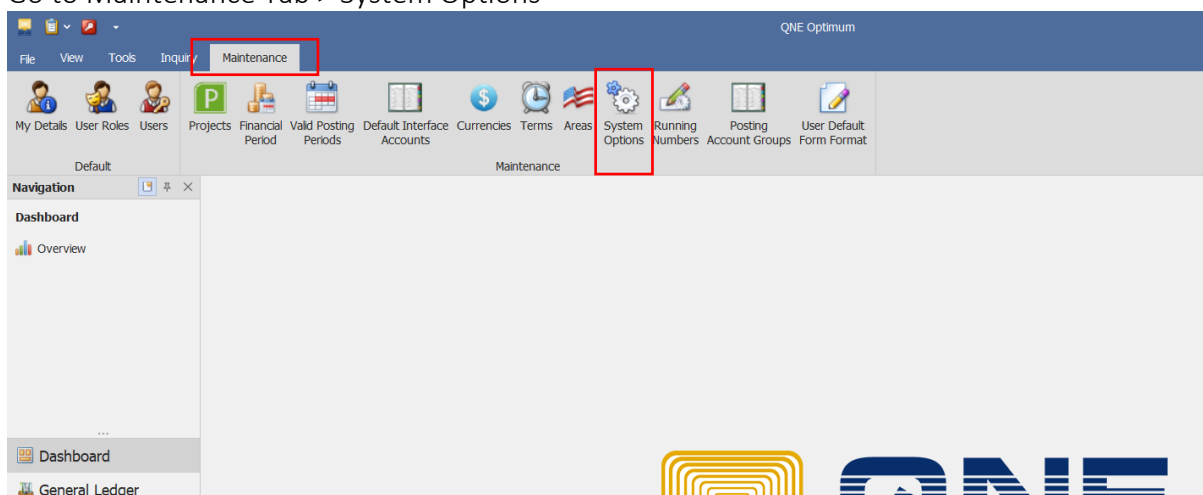 Go to Maintenance Tab > System Options
QNE Optimum
File View Tools Inquiry Maintenance
My Details User Roles Users Projects Financial Period Valid Posting Periods Default Interface Accounts Currencies Terms Areas System Options Running Numbers Posting Account Groups User Default Form Format
Default Maintenance
Navigation
Dashboard
Overview
...
Dashboard
General Ledger
QNE